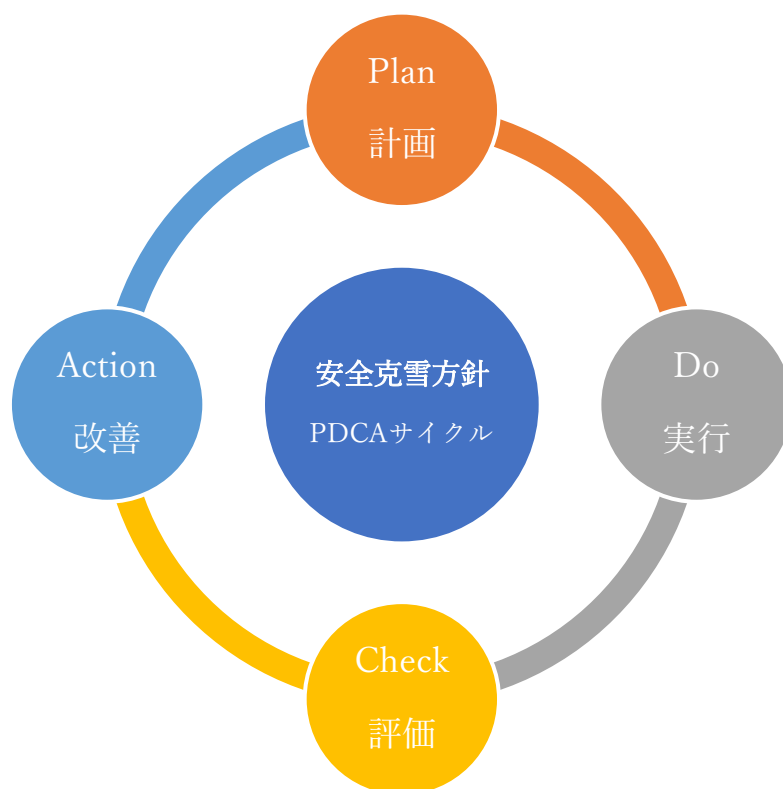 Plan
計画
Do
実行
Check
評価
Action
改善
安全克雪方針
PDCAサイクル